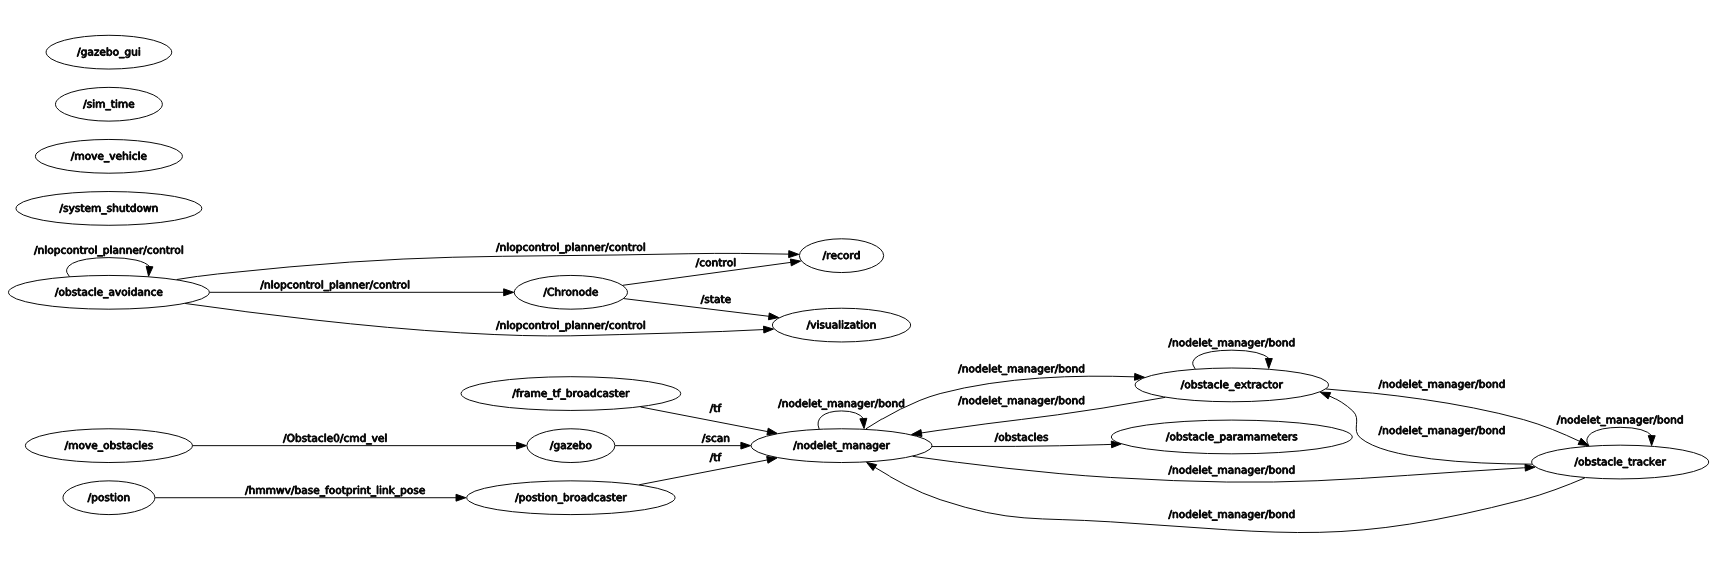 /gazebo_gui
/sim_time
/move_vehicle
/system_shutdown
/nlopcontrol_planner/control
/obstacle_avoidance
/nlopcontrol_planner/control
/nlopcontrol_planner/control
/nlopcontrol_planner/control
/Chronode
/control
/state
/record
/visualization
/frame_tf_broadcaster
/tf
/move_obstacles
/Obstacle0/cmd_vel
/gazebo
/scan
/tf
/postion
/hmmwv/base_footprint_link_pose
/postion_broadcaster
/nodelet_manager/bond
/nodelet_manager
/nodelet_manager/bond
/nodelet_manager/bond
/obstacles
/nodelet_manager/bond
/obstacle_extractor
/obstacle_paramameters
/nodelet_manager/bond
/nodelet_manager/bond
/nodelet_manager/bond
/nodelet_manager/bond
/nodelet_manager/bond
/obstacle_tracker